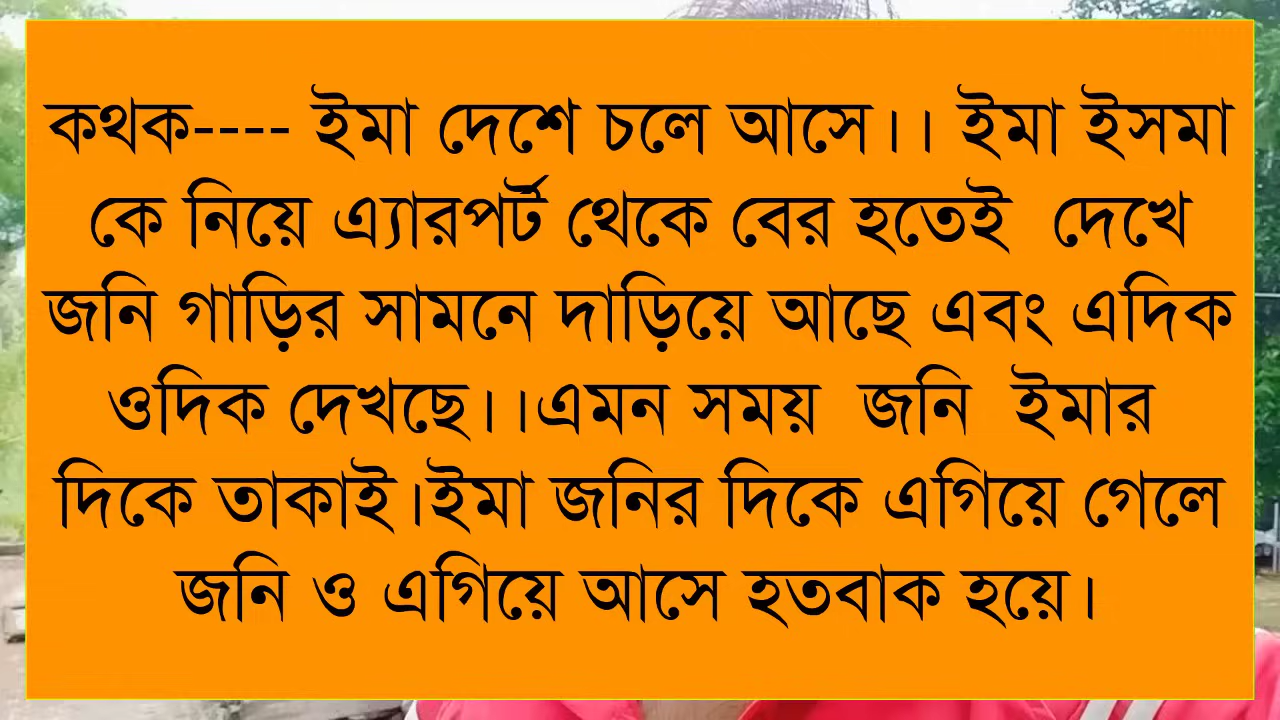 কথক---- ইমা দেশে চলে আসে।। ইমা ইসমা
কে নিয়ে এ্যারপর্ট থেকে বের হতেই  দেখে
জনি গাড়ির সামনে দাড়িয়ে আছে এবং এদিক
ওদিক দেখছে।।এমন সময়  জনি  ইমার
দিকে তাকাই।ইমা জনির দিকে এগিয়ে গেলে
জনি ও এগিয়ে আসে হতবাক হয়ে।